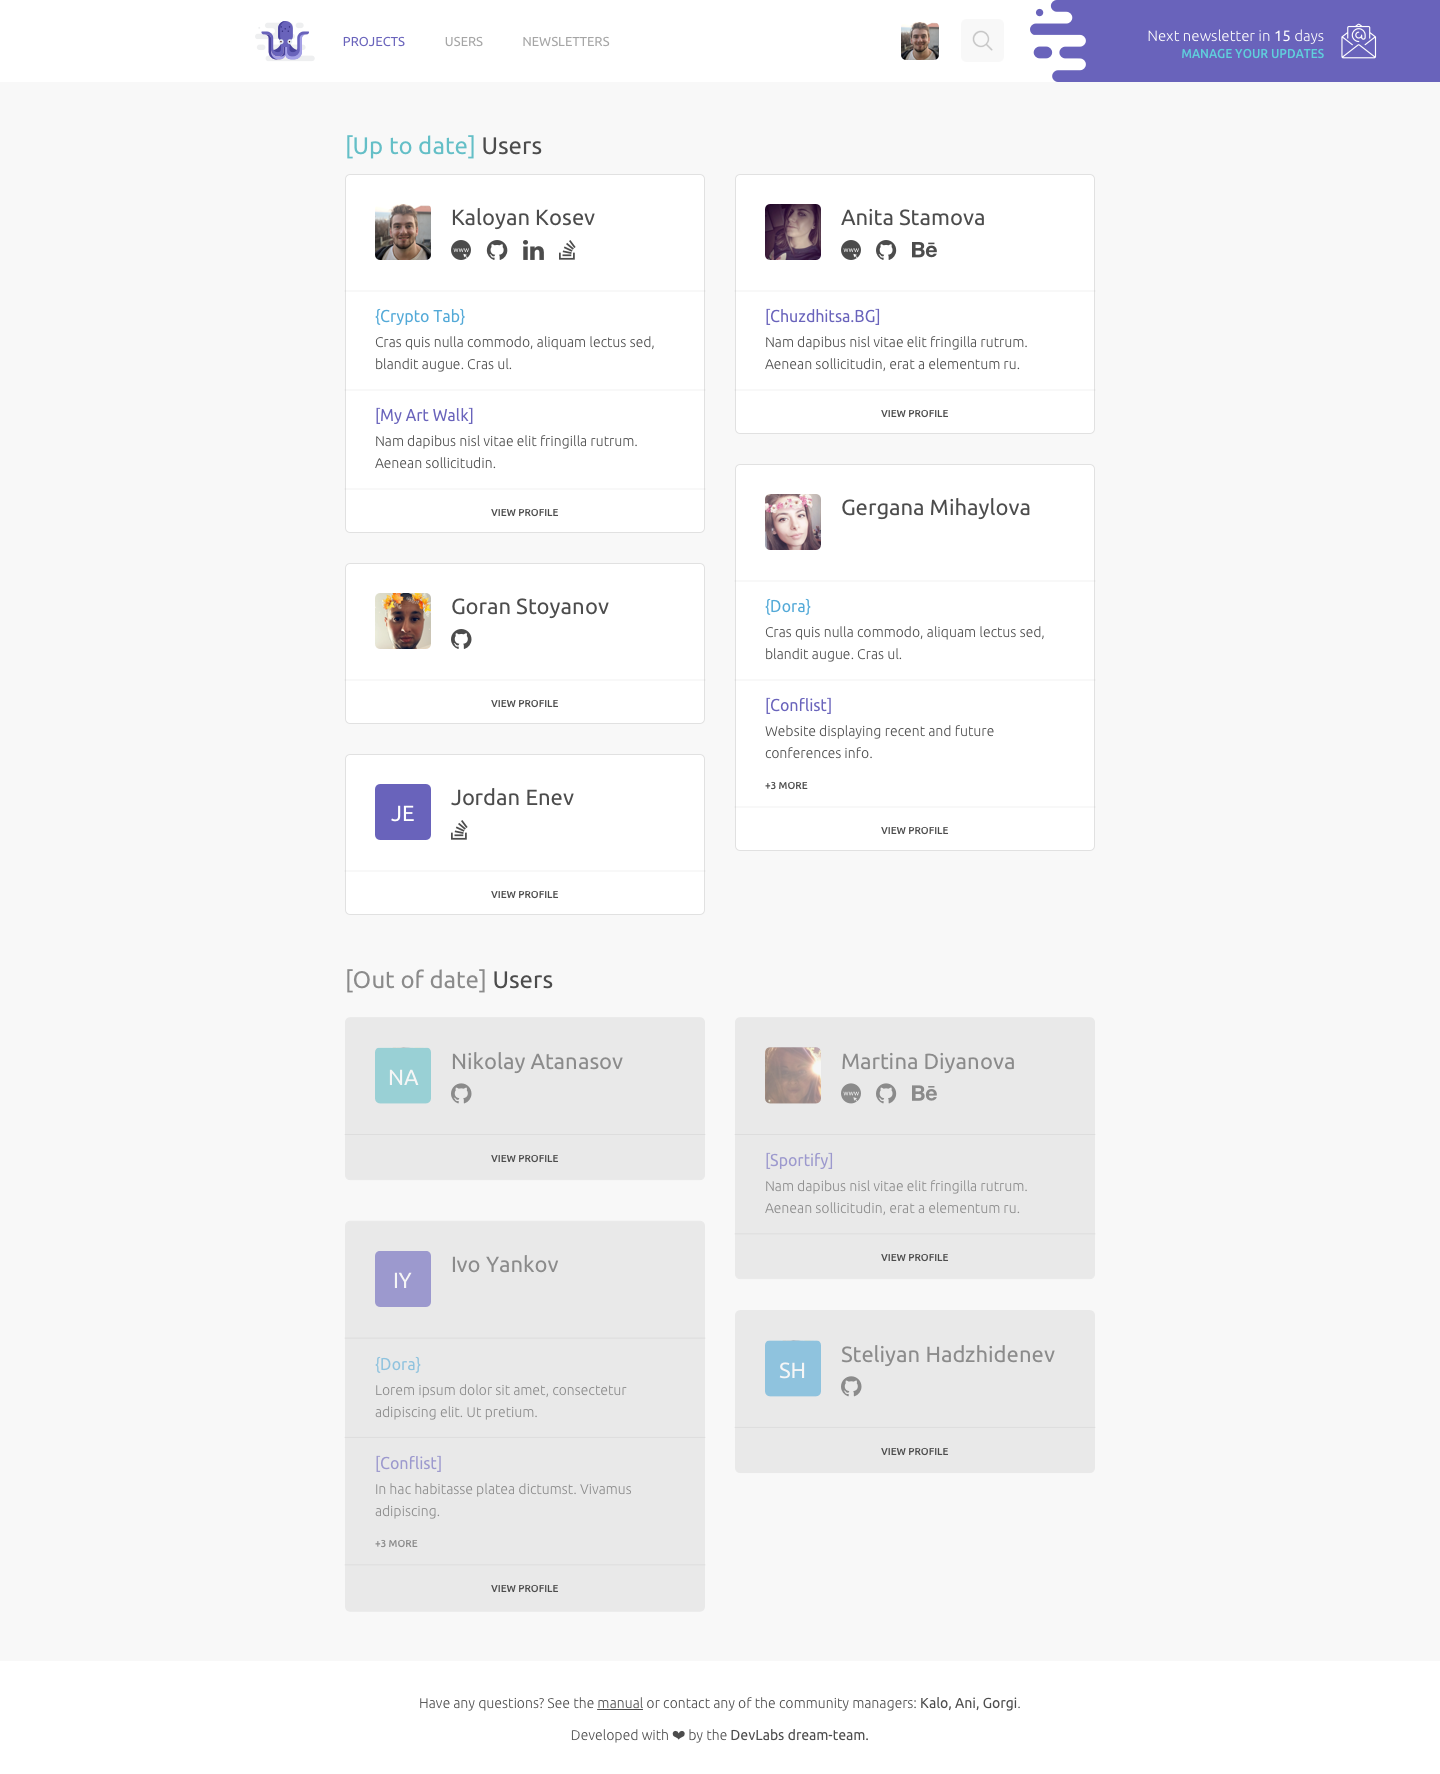 PROJECTS
USERS
NEWSLETTERS
Next newsletter in 15 days
MANAGE YOUR UPDATES
[Up to date] Users
Kaloyan Kosev
www
in
{Crypto Tab}
Cras quis nulla commodo, aliquam lectus sed,
blandit augue. Cras ul.
[My Art Walk]
Nam dapibus nisl vitae elit fringilla rutrum.
Aenean sollicitudin.
VIEW PROFILE
Anita Stamova
www
Bē
[Chuzdhitsa.BG]
Nam dapibus nisl vitae elit fringilla rutrum.
Aenean sollicitudin, erat a elementum ru.
VIEW PROFILE
Goran Stoyanov
VIEW PROFILE
Gergana Mihaylova
{Dora}
Cras quis nulla commodo, aliquam lectus sed,
blandit augue. Cras ul.
[Conflist]
Website displaying recent and future
conferences info.
+3 MORE
VIEW PROFILE
JE
Jordan Enev
VIEW PROFILE
[Out of date] Users
NA
Nikolay Atanasov
VIEW PROFILE
Martina Diyanova
www
Bē
[Sportify]
Nam dapibus nisl vitae elit fringilla rutrum.
Aenean sollicitudin, erat a elementum ru.
VIEW PROFILE
IY
Ivo Yankov
{Dora}
Lorem ipsum dolor sit amet, consectetur
adipiscing elit. Ut pretium.
[Conflist]
In hac habitasse platea dictumst. Vivamus
adipiscing.
+3 MORE
VIEW PROFILE
SH
Steliyan Hadzhidenev
VIEW PROFILE
Have any questions? See the manual or contact any of the community managers: Kalo, Ani, Gorgi.
Developed with ❤ by the DevLabs dream-team.